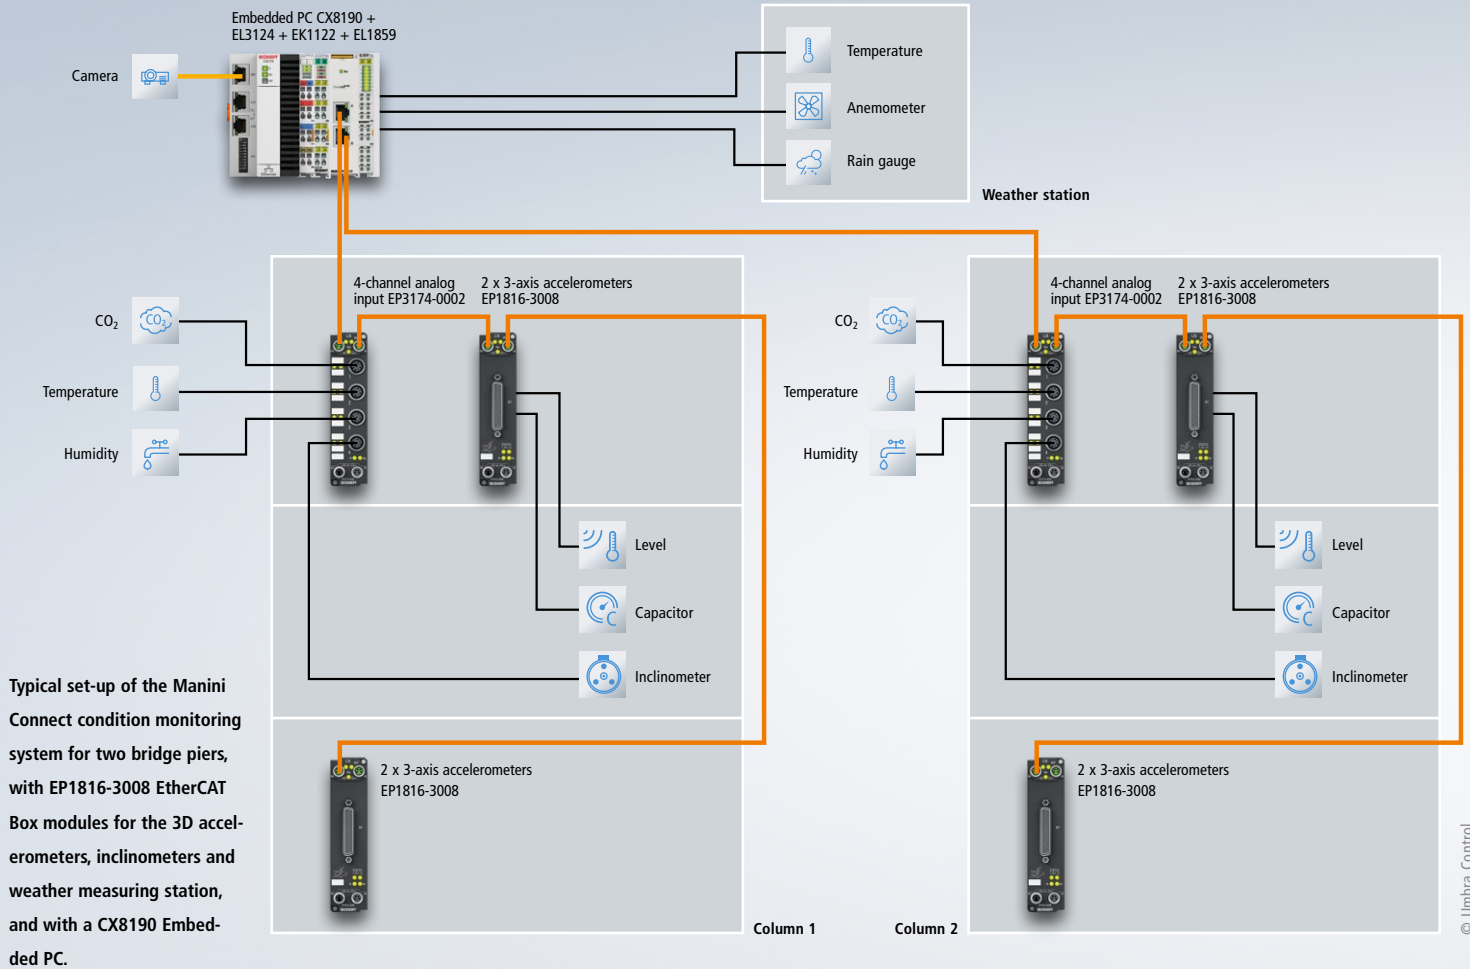 Embedded PC CX8190 +
EL3124 + EK1122 + EL1859
Camera
Temperature
Anemometer
Rain gauge
Weather station
4-channel analog
input EP3174-0002
2 x 3-axis accelerometers
EP1816-3008
CO₂
CO₂
Temperature
Humidity
Level
C
Capacitor
Inclinometer
2 x 3-axis accelerometers
EP1816-3008
Column 1
4-channel analog
input EP3174-0002
2 x 3-axis accelerometers
EP1816-3008
CO₂
CO₂
Temperature
Humidity
Level
C
Capacitor
Inclinometer
2 x 3-axis accelerometers
EP1816-3008
Column 2
Typical set-up of the Manini
Connect condition monitoring
system for two bridge piers,
with EP1816-3008 EtherCAT
Box modules for the 3D accel-
erometers, inclinometers and
weather measuring station,
and with a CX8190 Embed-
ded PC.
© Umbra Control